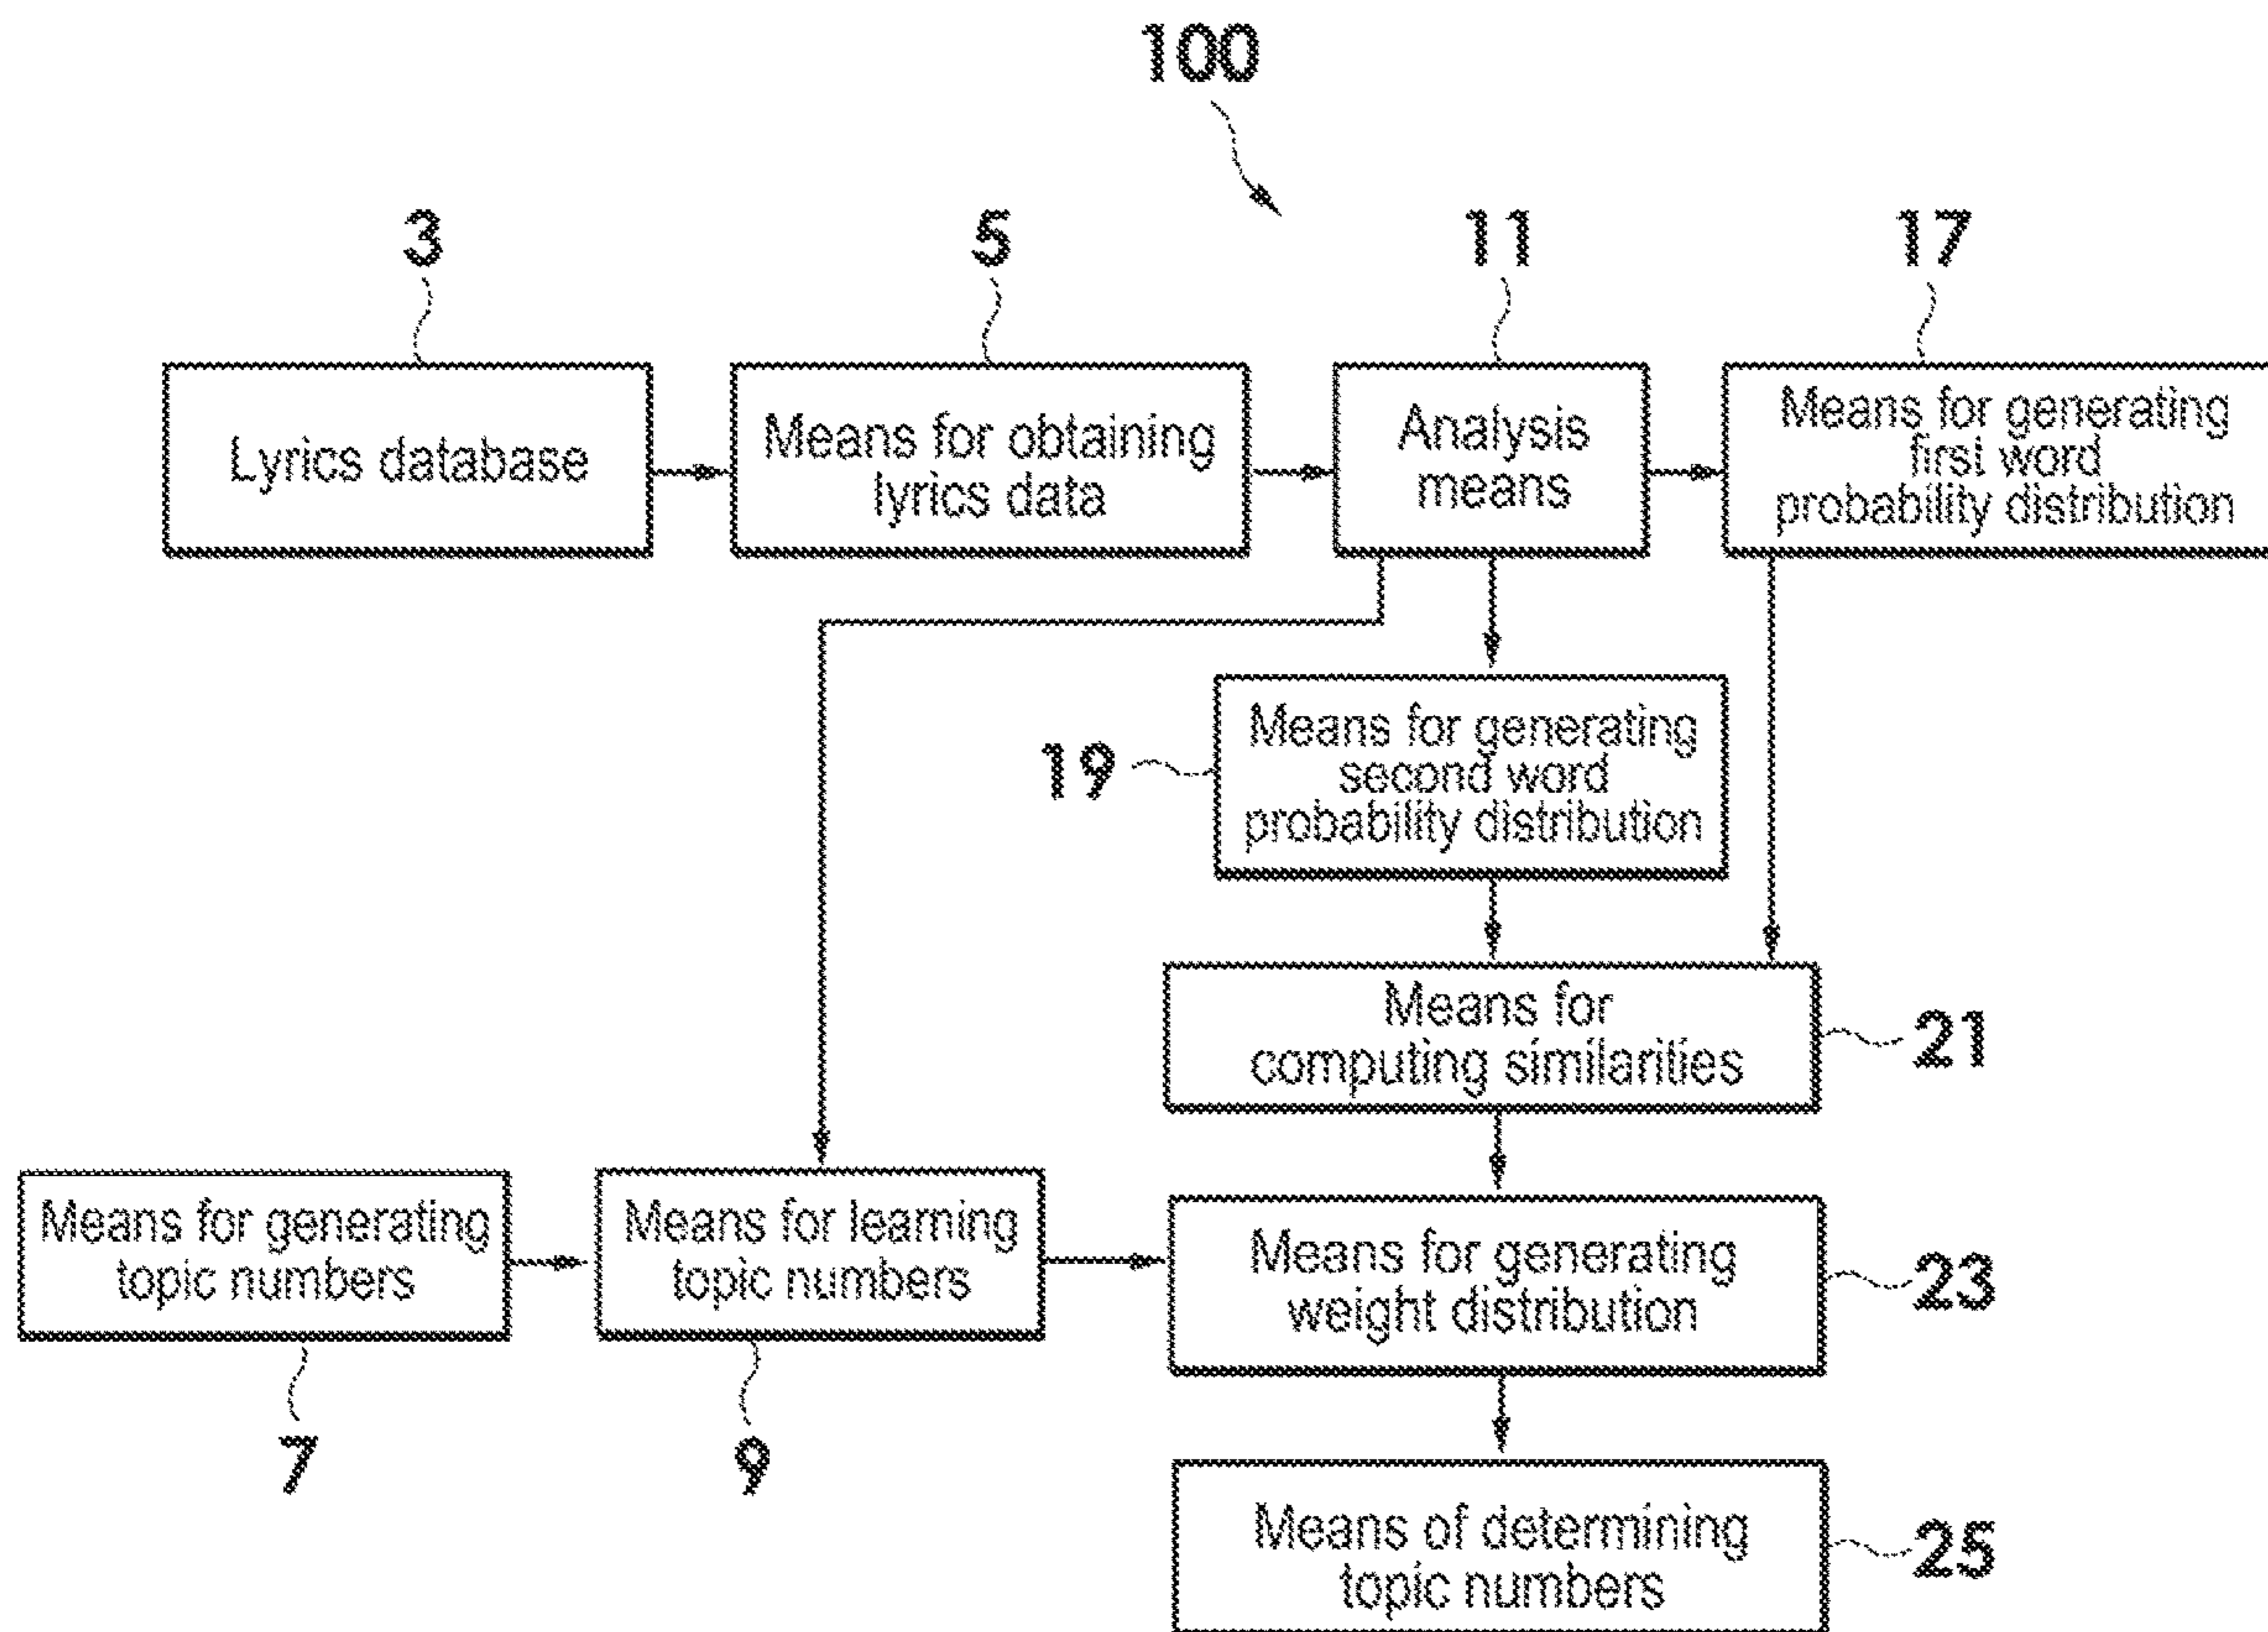 100
3
5
11
17
Lyrics database
Means for obtaining
lyrics data
Analysis
means
Means for generating
first word
probability distribution
19
Means for generating
second word
probability distribution
Means for
computing similarities
21
Means for generating
topic numbers
Means for learning
topic numbers
Means for generating
weight distribution
23
7
9
Means of determining
topic numbers
25